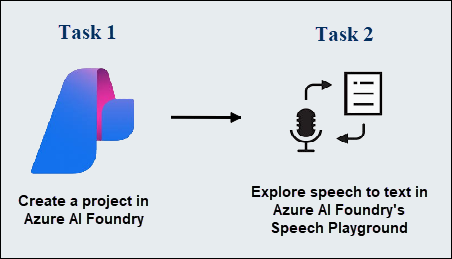 Task 1
Create a project in
Azure AI Foundry
Task 2
Explore speech to text in
Azure AI Foundry's
Speech Playground